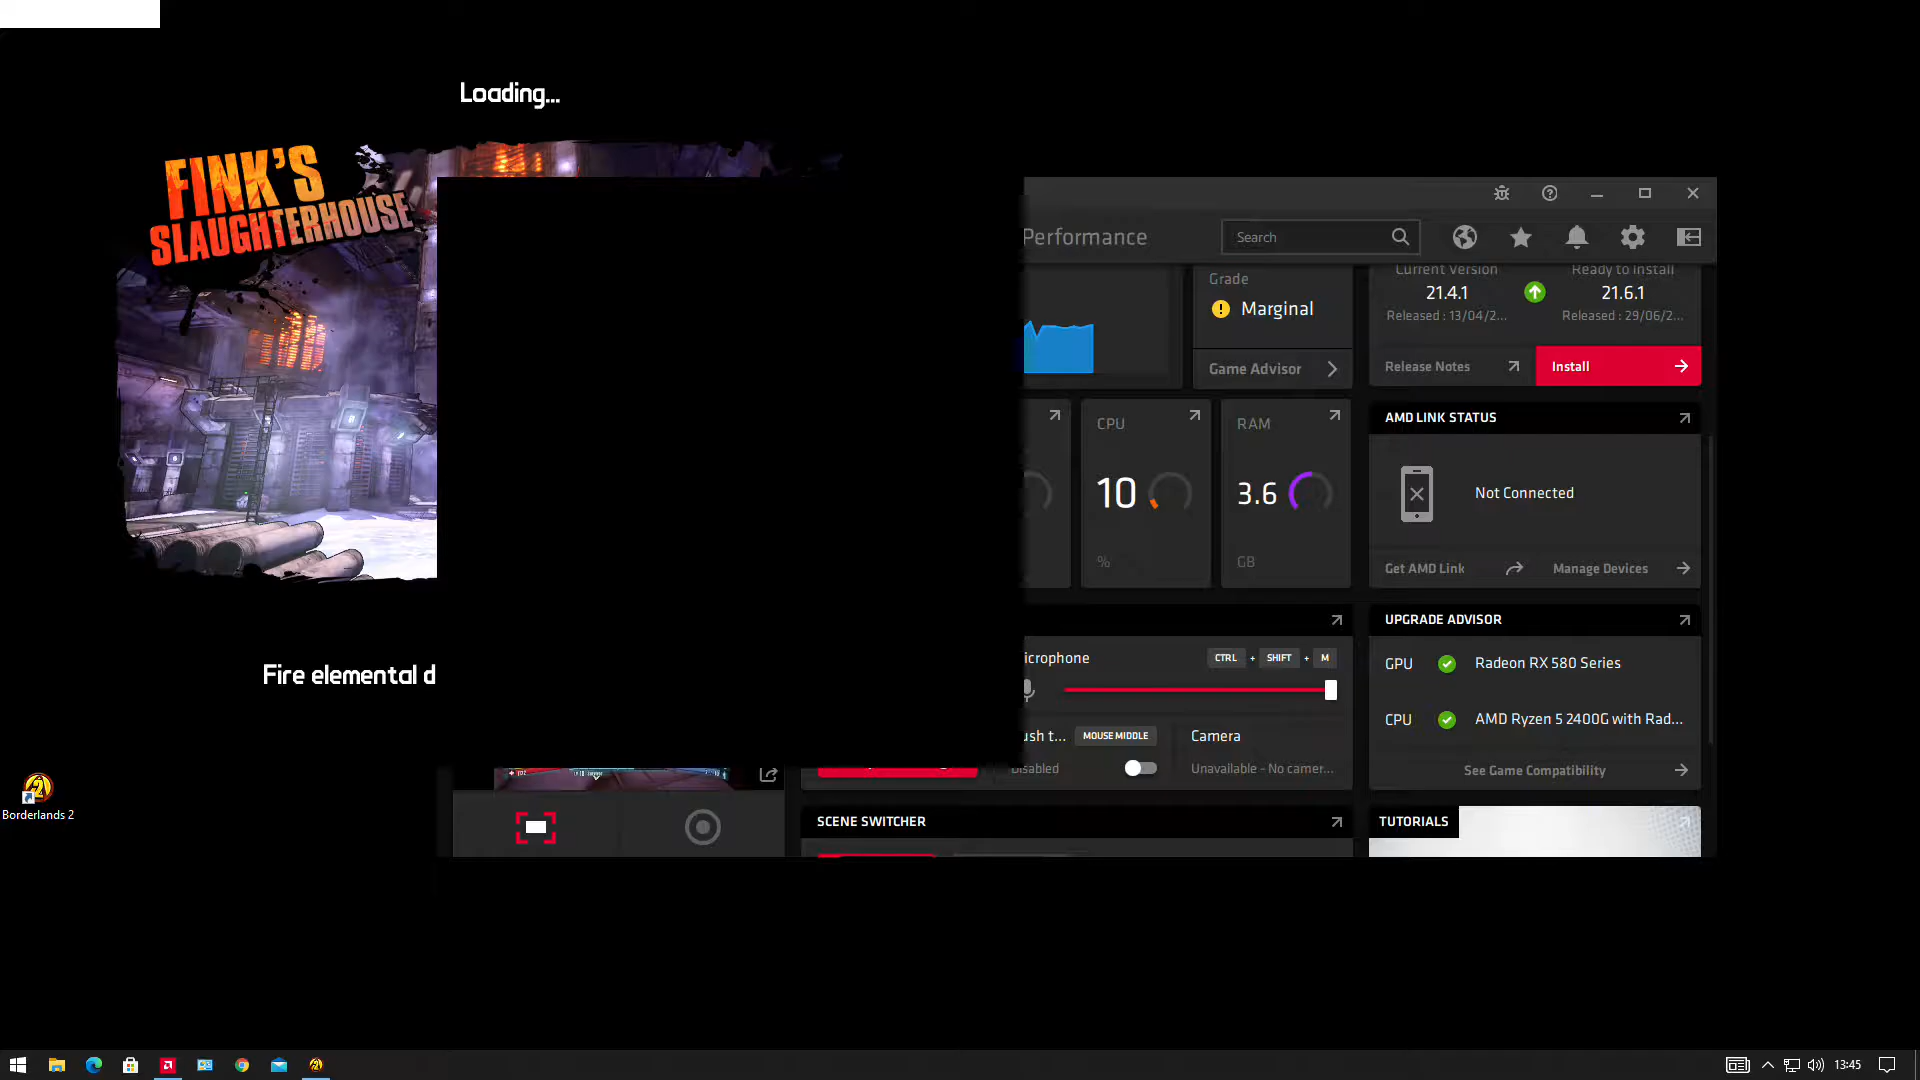 Loading...
FINK'S
SLAUGHTERHOUSE
Fire elemental d
Borderlands 2
Performance
Search
Grade
Marginal
Game Advisor
Current Version
Ready to install
21.4.1
21.6.1
Released : 13/04/2...
Released : 29/06/2...
Release Notes
Install
CPU
10
%
RAM
3.6
GB
AMD LINK STATUS
Not Connected
Get AMD Link
Manage Devices
icrophone
CTRL + SHIFT + M
ush t...
MOUSE MIDDLE
Disabled
Camera
Unavailable - No camer...
UPGRADE ADVISOR
GPU
Radeon RX 580 Series
CPU
AMD Ryzen 5 2400G with Rad...
See Game Compatibility
SCENE SWITCHER
TUTORIALS
13:45